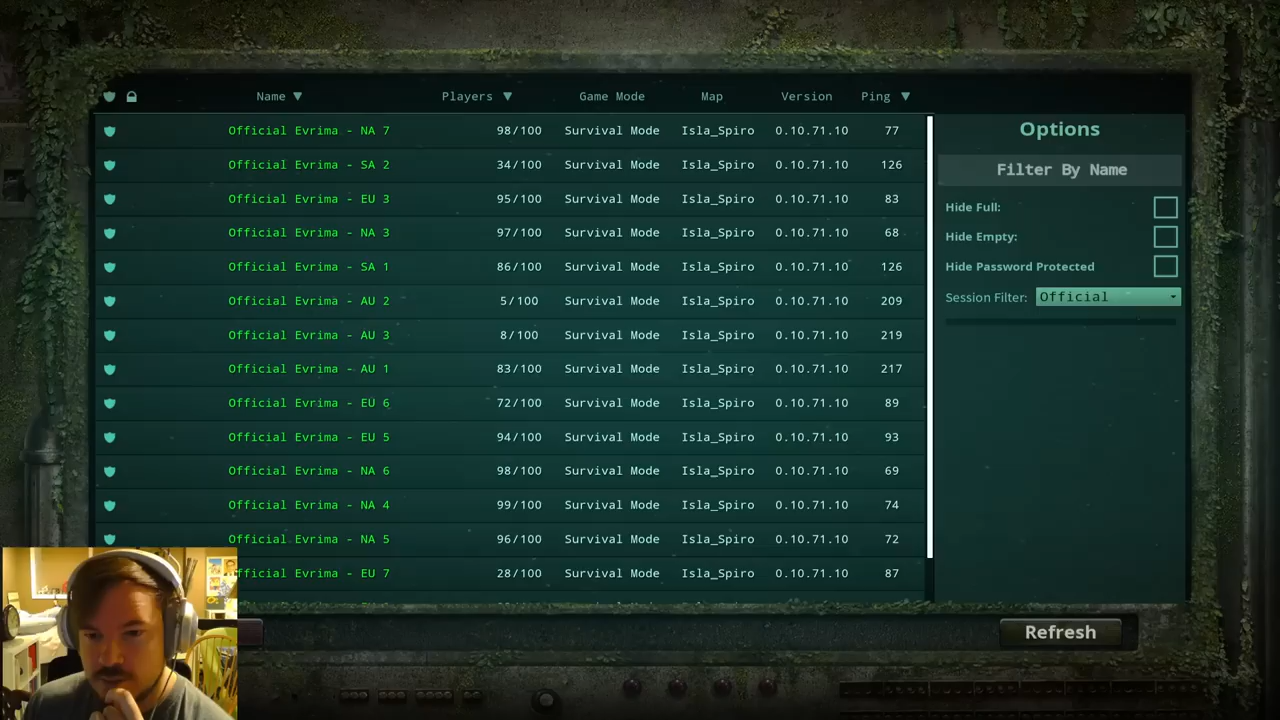 Name ▼ Players ▼ Game Mode Map Version Ping ▼
Official Evrima - NA 7 98/100 Survival Mode Isla_Spiro 0.10.71.10 77
Official Evrima - SA 2 34/100 Survival Mode Isla_Spiro 0.10.71.10 126
Official Evrima - EU 3 95/100 Survival Mode Isla_Spiro 0.10.71.10 83
Official Evrima - NA 3 97/100 Survival Mode Isla_Spiro 0.10.71.10 68
Official Evrima - SA 1 86/100 Survival Mode Isla_Spiro 0.10.71.10 126
Official Evrima - AU 2 5/100 Survival Mode Isla_Spiro 0.10.71.10 209
Official Evrima - AU 3 8/100 Survival Mode Isla_Spiro 0.10.71.10 219
Official Evrima - AU 1 83/100 Survival Mode Isla_Spiro 0.10.71.10 217
Official Evrima - EU 6 72/100 Survival Mode Isla_Spiro 0.10.71.10 89
Official Evrima - EU 5 94/100 Survival Mode Isla_Spiro 0.10.71.10 93
Official Evrima - NA 6 98/100 Survival Mode Isla_Spiro 0.10.71.10 69
Official Evrima - NA 4 99/100 Survival Mode Isla_Spiro 0.10.71.10 74
Official Evrima - NA 5 96/100 Survival Mode Isla_Spiro 0.10.71.10 72
fficial Evrima - EU 7 28/100 Survival Mode Isla_Spiro 0.10.71.10 87
Options
Filter By Name
Hide Full:
Hide Empty:
Hide Password Protected
Session Filter: Official
Refresh